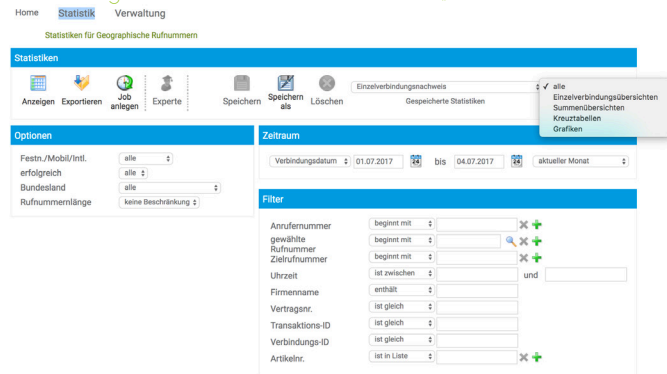 Home Statistik Verwaltung
Statistiken für Geographische Rufnummern
Statistiken
Anzeigen Exportieren Job anlegen Experte Speichern Speichern als Löschen
Einzelverbindungsnachweis
Gespeicherte Statistiken
✓ alle
Einzelverbindungsübersichten
Summenübersichten
Kreuztabellen
Grafiken
Optionen
Festn./Mobil/Intl. alle
erfolgreich alle
Bundesland alle
Rufnummernlänge keine Beschränkung
Zeitraum
Verbindungsdatum 01.07.2017 24 bis 04.07.2017 24 aktueller Monat
Filter
Anrufernummer beginnt mit
gewählte Rufnummer beginnt mit
Zielrufnummer beginnt mit
Uhrzeit ist zwischen und
Firmenname enthält
Vertragsnr. ist gleich
Transaktions-ID ist gleich
Verbindungs-ID ist gleich
Artikelnr. ist in Liste